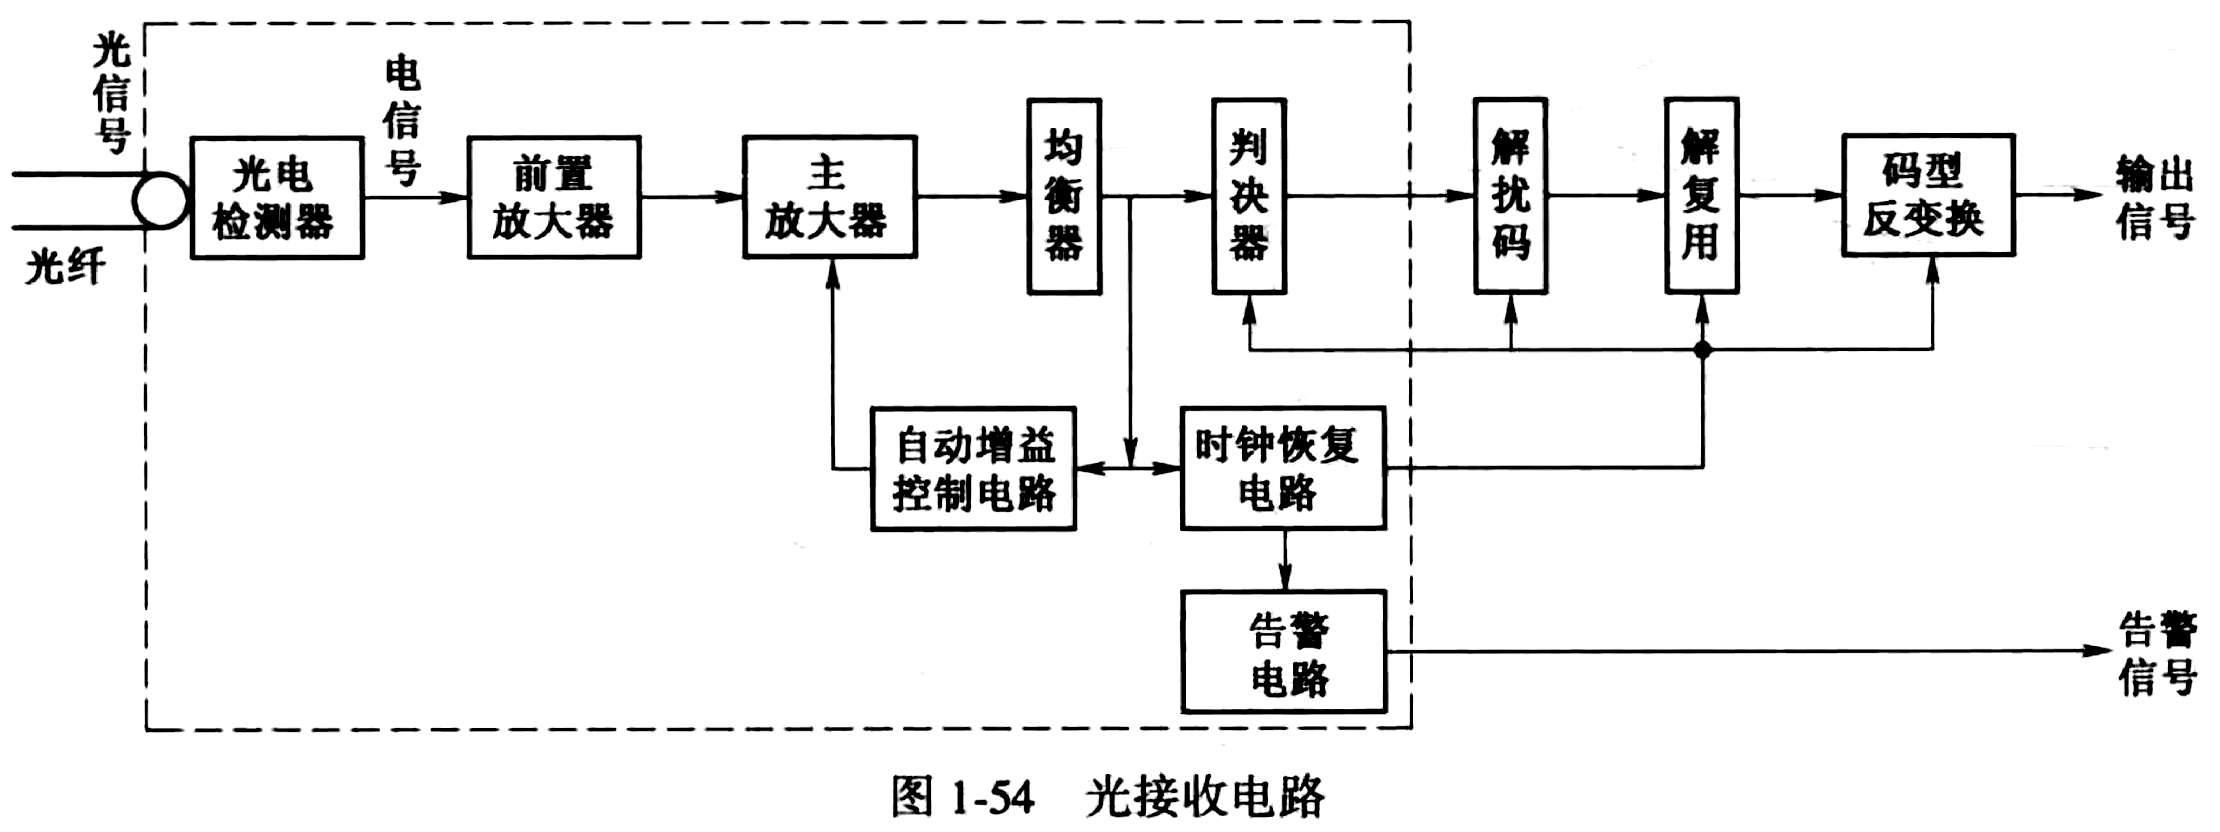 光信号
光纤
光电
检测器
电信号
前置
放大器
主
放大器
均衡器
判决器
解扰码
解复用
码型
反变换
输出
信号
自动增益
控制电路
时钟恢复
电路
告警
电路
告警
信号
图 1-54 光接收电路